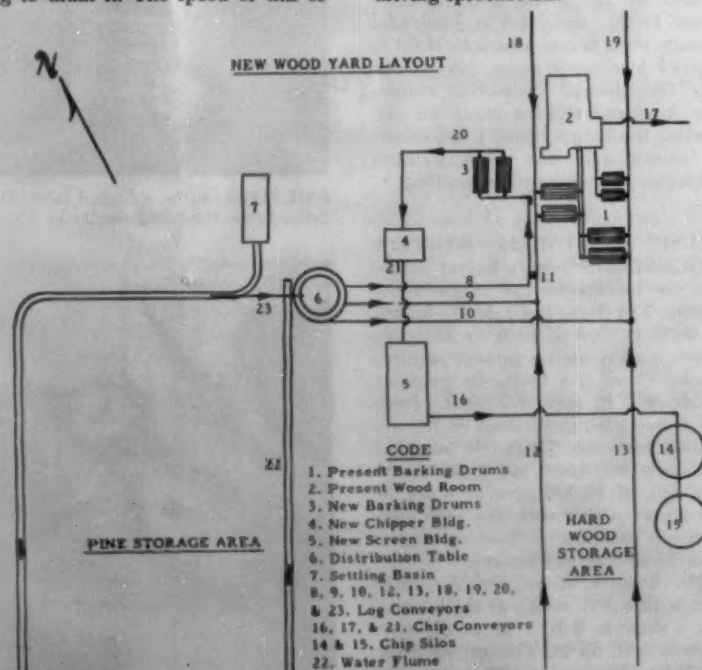 N
NEW WOOD YARD LAYOUT
18
19
2
17
20
3
7
1
4
21
11
8
23
6
9
10
5
16
CODE
12
13
14
22
1. Present Barking Drums
2. Present Wood Room
HARD
3. New Barking Drums
WOOD
15
4. New Chipper Bldg.
STORAGE
PINE STORAGE AREA
5. New Screen Bldg.
AREA
6. Distribution Table
7. Settling Basin
8, 9, 10, 12, 13, 18, 19, 20,
& 23. Log Conveyors
16, 17, & 21. Chip Conveyors
14 & 15. Chip Silos
22. Water Flume